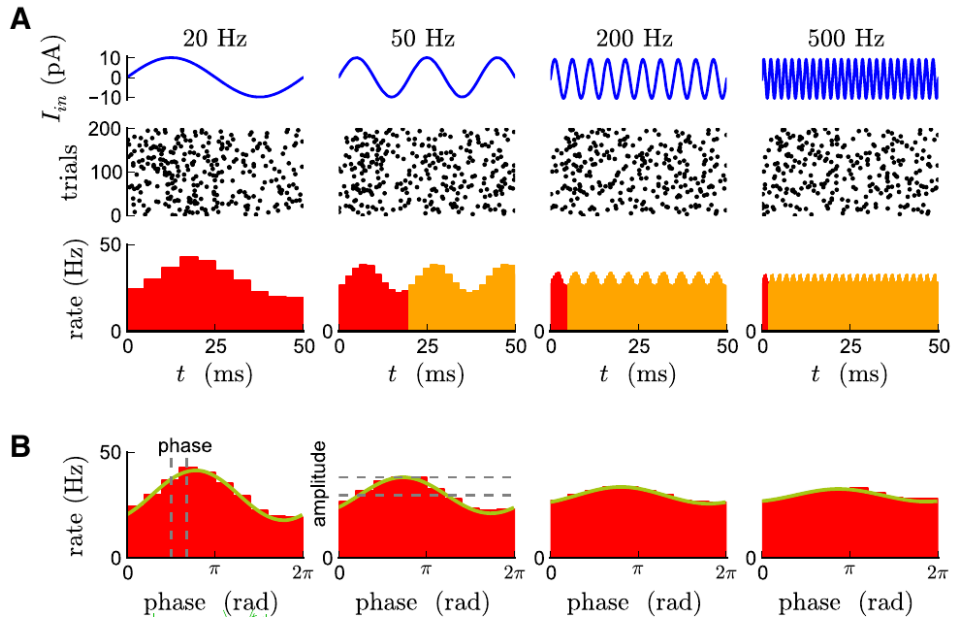 A
20 Hz 50 Hz 200 Hz 500 Hz
I_in (pA)
10
0
−10
trials
200
100
0
rate (Hz)
50
0
0 25 50 0 25 50 0 25 50 0 25 50
t (ms) t (ms) t (ms) t (ms)
B
phase
amplitude
rate (Hz)
50
0 0 0 0
0 π 2π 0 π 2π 0 π 2π 0 π 2π
phase (rad) phase (rad) phase (rad) phase (rad)